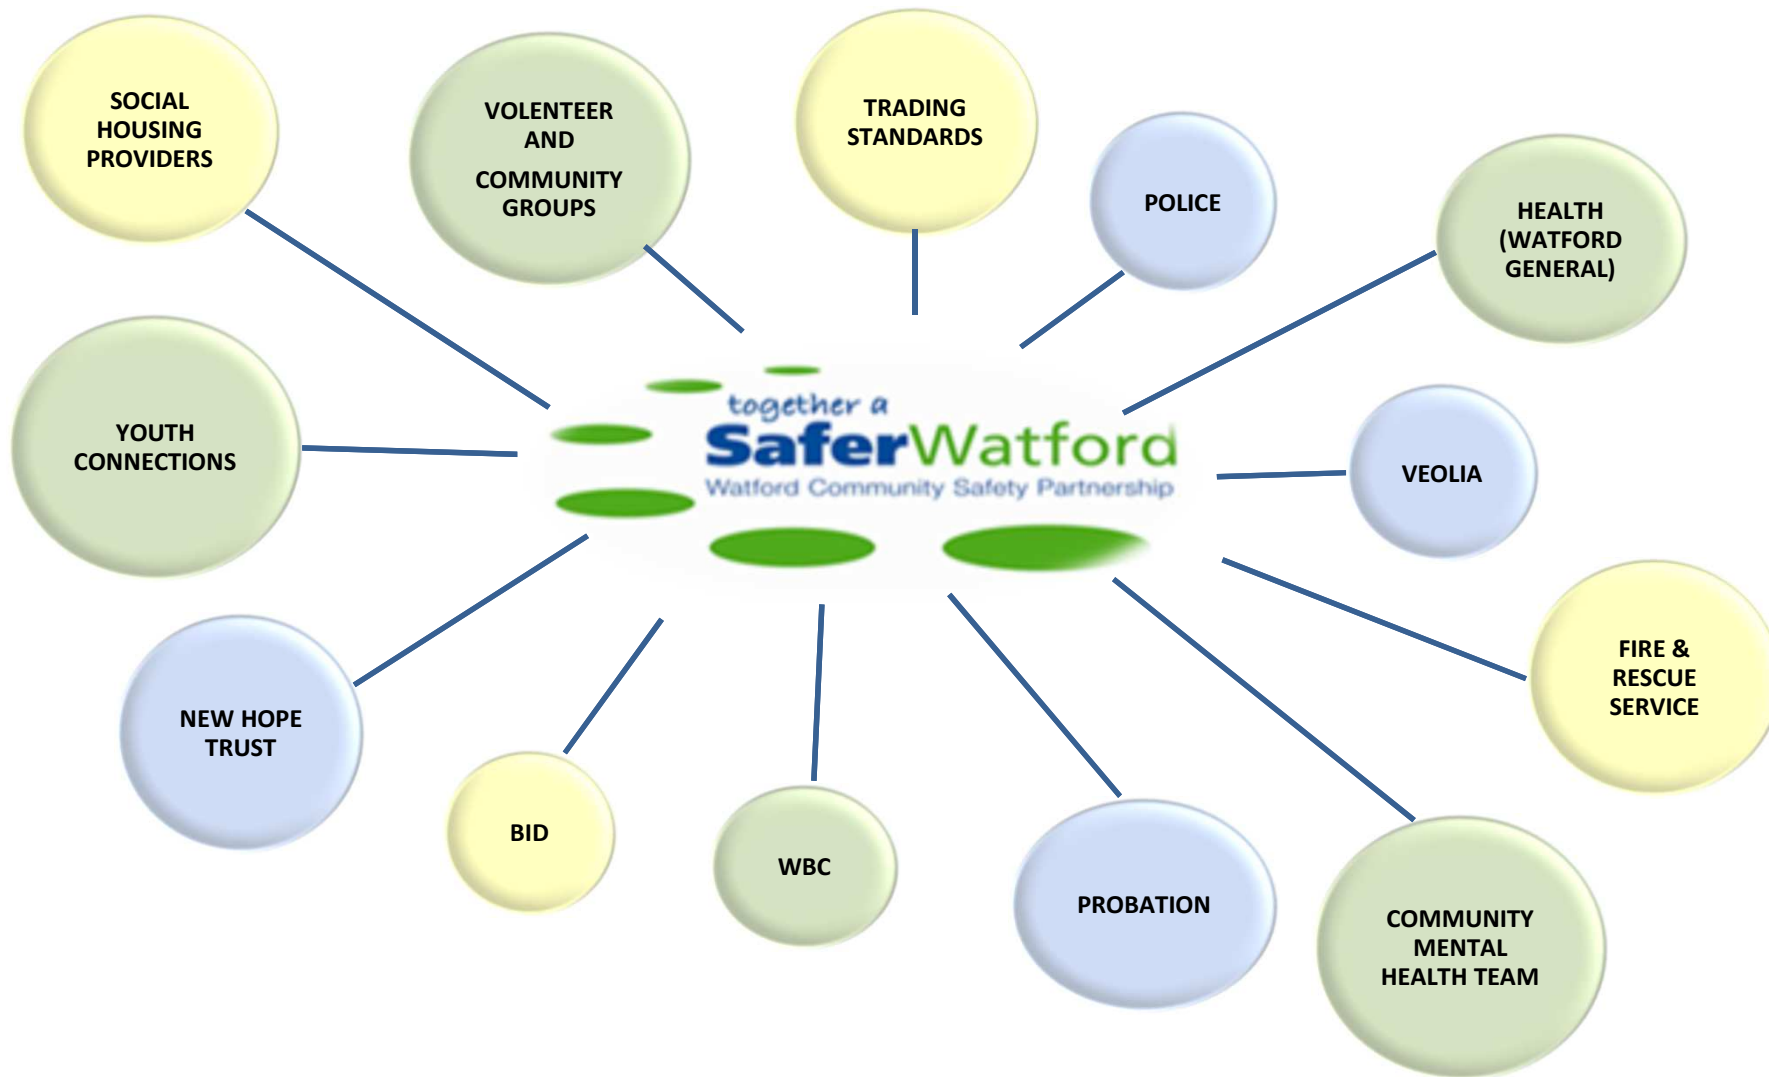 SOCIAL
HOUSING
PROVIDERS
VOLENTEER
AND
COMMUNITY
GROUPS
TRADING
STANDARDS
POLICE
HEALTH
(WATFORD
GENERAL)
YOUTH
CONNECTIONS
together a
SaferWatford
Watford Community Safety Partnership
VEOLIA
NEW HOPE
TRUST
FIRE &
RESCUE
SERVICE
BID
WBC
PROBATION
COMMUNITY
MENTAL
HEALTH TEAM